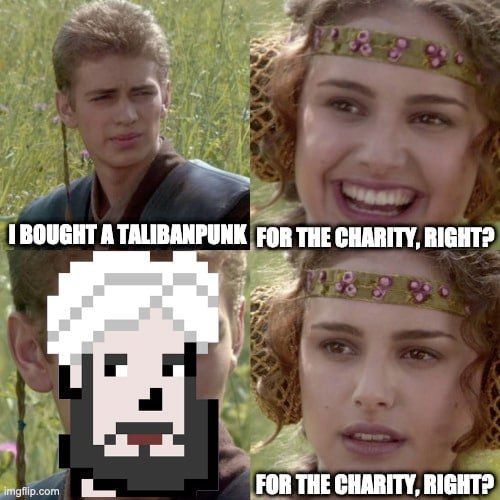 I BOUGHT A TALIBANPUNK
FOR THE CHARITY, RIGHT?
FOR THE CHARITY, RIGHT?
imgflip.com